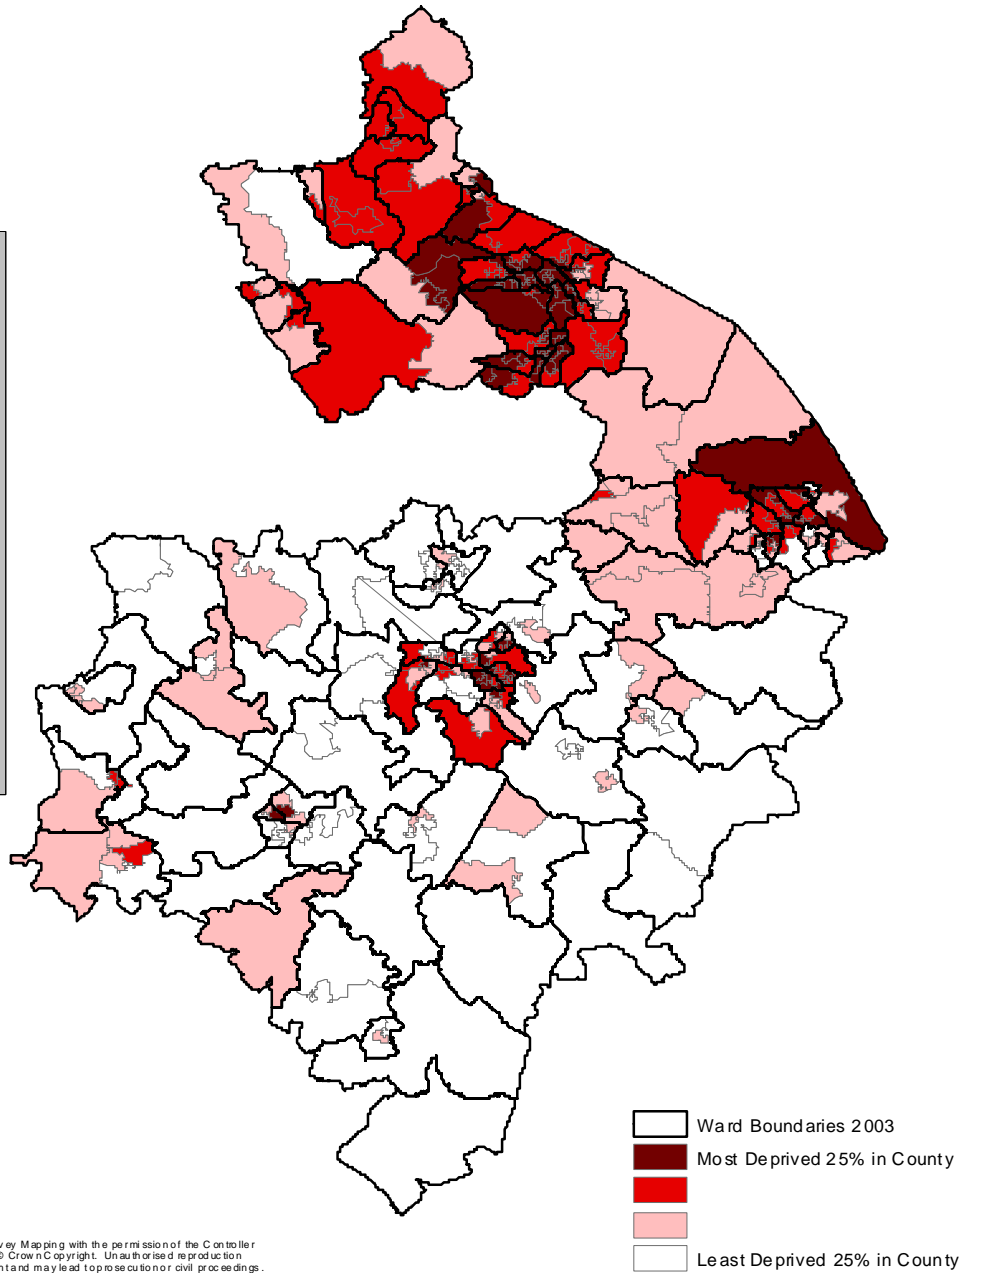 Ward Boundaries 2003
Most Deprived 25% in County
Least Deprived 25% in County
vey Mapping with the permission of the Controller
© Crown Copyright. Unauthorised reproduction
nt and may lead to prosecution or civil proceedings.